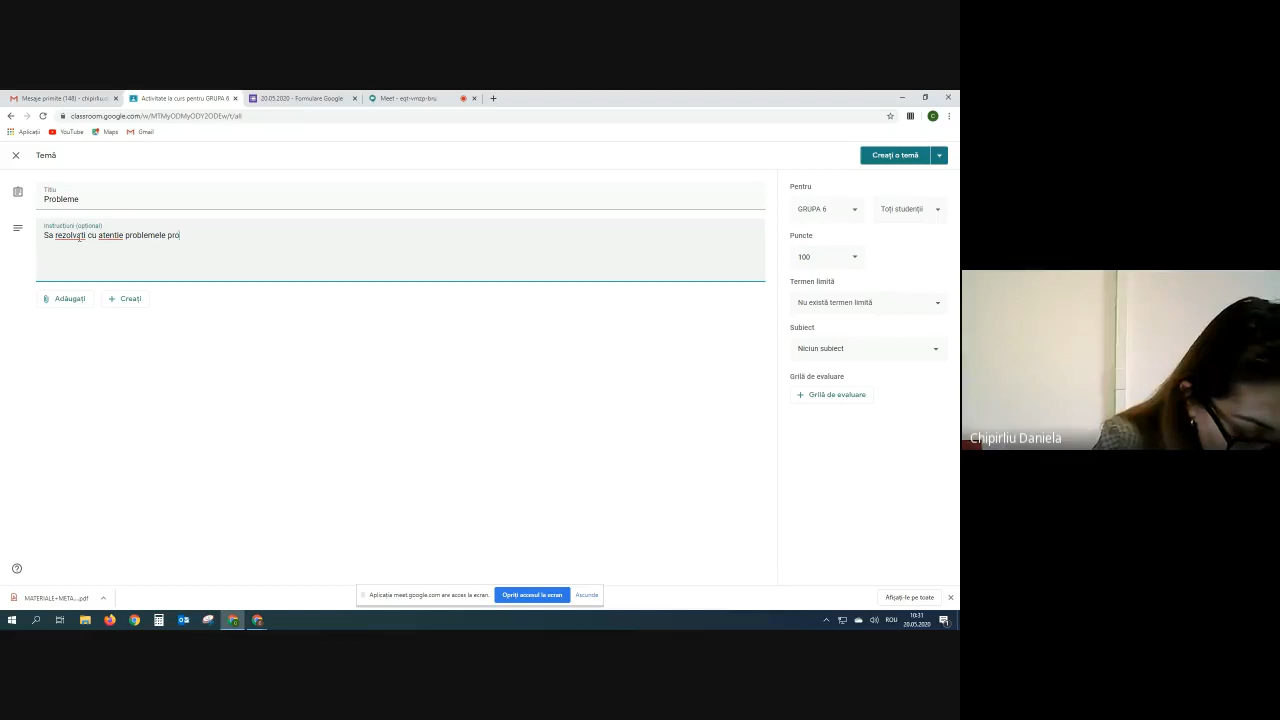 Mesaje primite (148) - chipirliu.c
Activitate la curs pentru GRUPA 6
20.05.2020 - Formulare Google
Meet - eqt-vmzp-bru
classroom.google.com/w/MTMyODMyODY2ODEw/t/all
Aplicații
YouTube
Maps
Gmail
C
Temă
Creați o temă
Titlu
Probleme
Instrucțiuni (opțional)
Sa rezolvați cu atentie problemele pro
Adăugați
Creați
Pentru
GRUPA 6
Toți studenții
Puncte
100
Termen limită
Nu există termen limită
Subiect
Niciun subiect
Grilă de evaluare
Grilă de evaluare
Chipirliu Daniela
Aplicația meet.google.com are acces la ecran.
Opriți accesul la ecran
Ascunde
MATERIALE+META....pdf
Afișați-le pe toate
ROU
10:31
20.05.2020